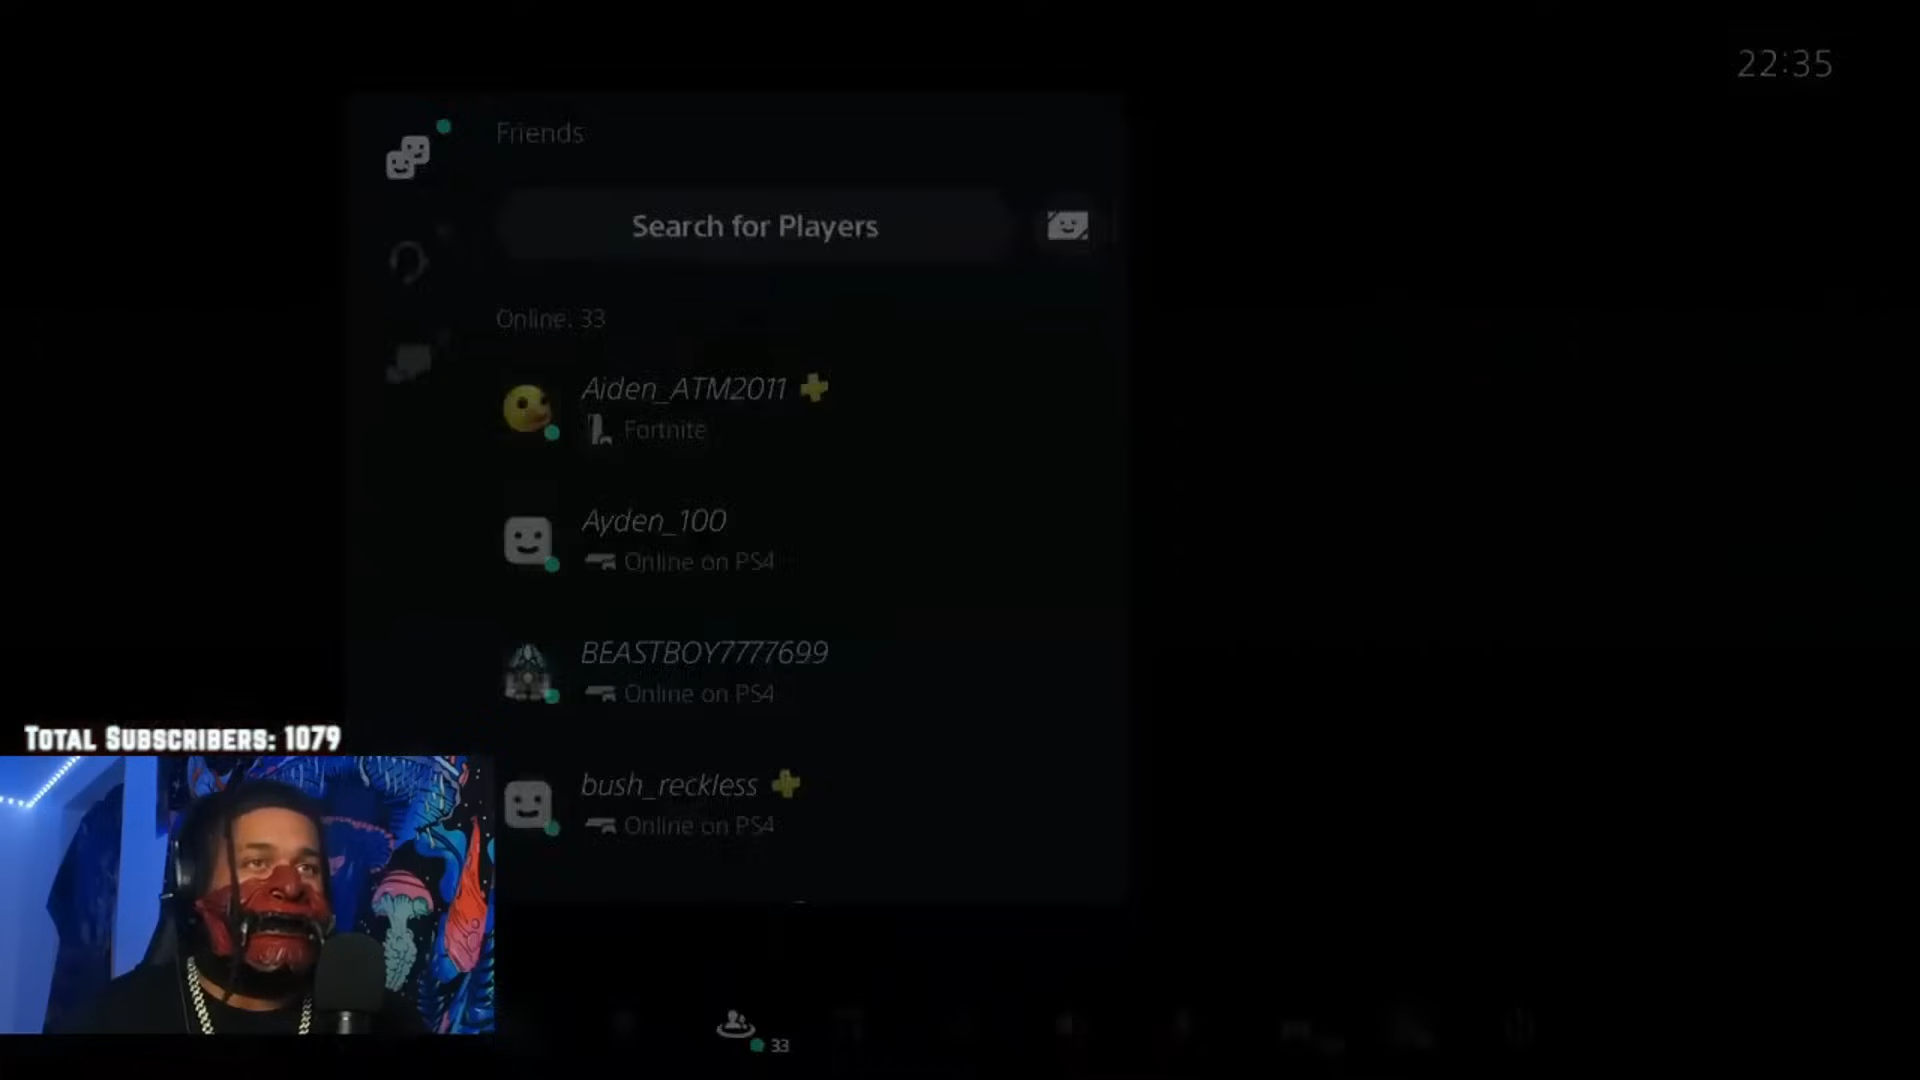 22:35
Friends
Search for Players
Online: 33
Aiden_ATM2011
Fortnite
Ayden_100
Online on PS4
BEASTBOY7777699
Online on PS4
bush_reckless
Online on PS4
Total Subscribers: 1079
33